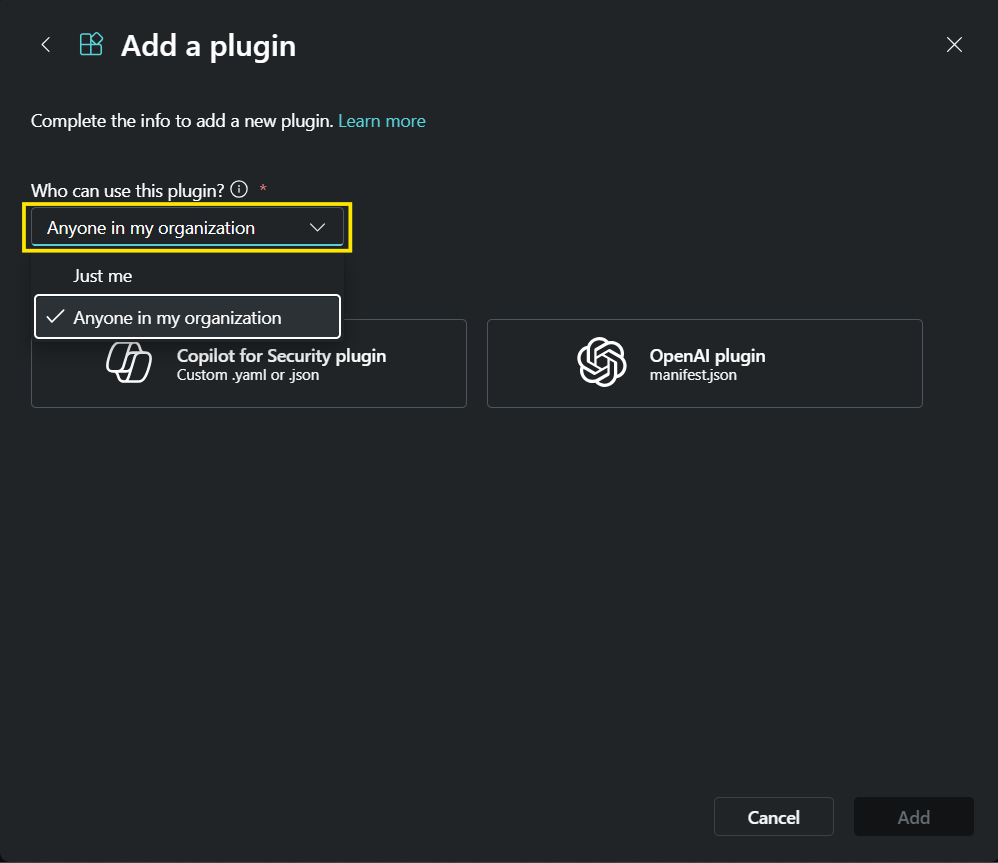 Add a plugin
Complete the info to add a new plugin. Learn more
Who can use this plugin? *
Anyone in my organization
Just me
Anyone in my organization
Copilot for Security plugin
Custom .yaml or .json
OpenAI plugin
manifest.json
Cancel
Add